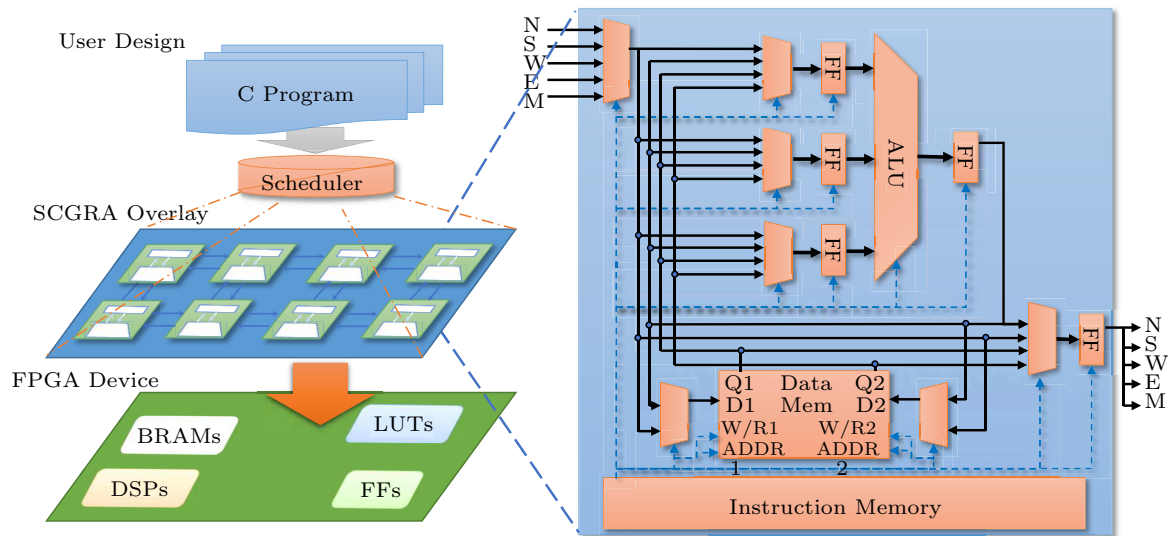 User Design
C Program
Scheduler
SCGRA Overlay
FPGA Device
BRAMs
LUTs
DSPs
FFs
N
S
W
E
M
FF
FF
FF
ALU
FF
FF
N
S
W
E
M
Q1 Data Q2
D1 Mem D2
W/R1 W/R2
ADDR ADDR
1 2
Instruction Memory